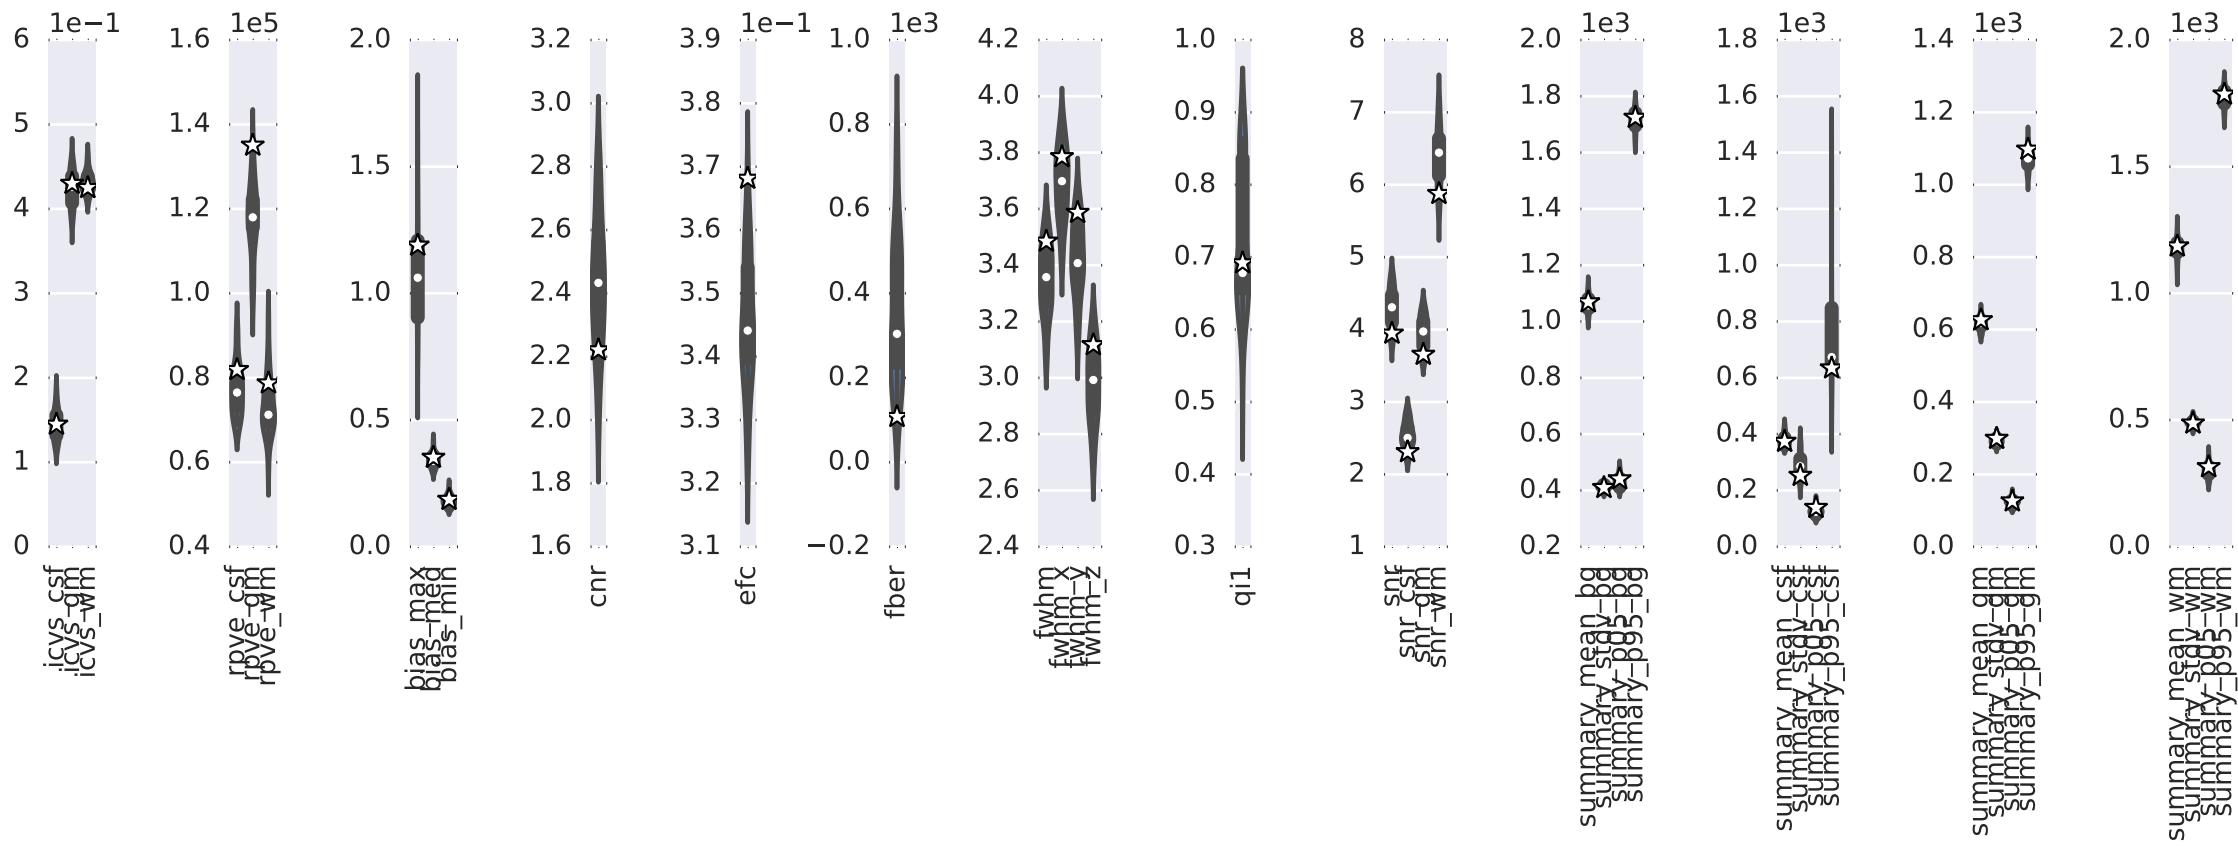 1e−1
6
5
4
3
2
1
0
icvs_csf
icvs_gm
icvs_wm
1e5
1.6
1.4
1.2
1.0
0.8
0.6
0.4
rpve_csf
rpve_gm
rpve_wm
2.0
1.5
1.0
0.5
0.0
bias_max
bias_med
bias_min
3.2
3.0
2.8
2.6
2.4
2.2
2.0
1.8
1.6
cnr
1e−1
3.9
3.8
3.7
3.6
3.5
3.4
3.3
3.2
3.1
efc
1e3
1.0
0.8
0.6
0.4
0.2
0.0
−0.2
fber
4.2
4.0
3.8
3.6
3.4
3.2
3.0
2.8
2.6
2.4
fwhm
fwhm_x
fwhm_y
fwhm_z
1.0
0.9
0.8
0.7
0.6
0.5
0.4
0.3
qi1
8
7
6
5
4
3
2
1
snr
snr_csf
snr_gm
snr_wm
1e3
2.0
1.8
1.6
1.4
1.2
1.0
0.8
0.6
0.4
0.2
summary_mean_bg
summary_stdv_bg
summary_p05_bg
summary_p95_bg
1e3
1.8
1.6
1.4
1.2
1.0
0.8
0.6
0.4
0.2
0.0
summary_mean_csf
summary_stdv_csf
summary_p05_csf
summary_p95_csf
1e3
1.4
1.2
1.0
0.8
0.6
0.4
0.2
0.0
summary_mean_gm
summary_stdv_gm
summary_p05_gm
summary_p95_gm
1e3
2.0
1.5
1.0
0.5
0.0
summary_mean_wm
summary_stdv_wm
summary_p05_wm
summary_p95_wm